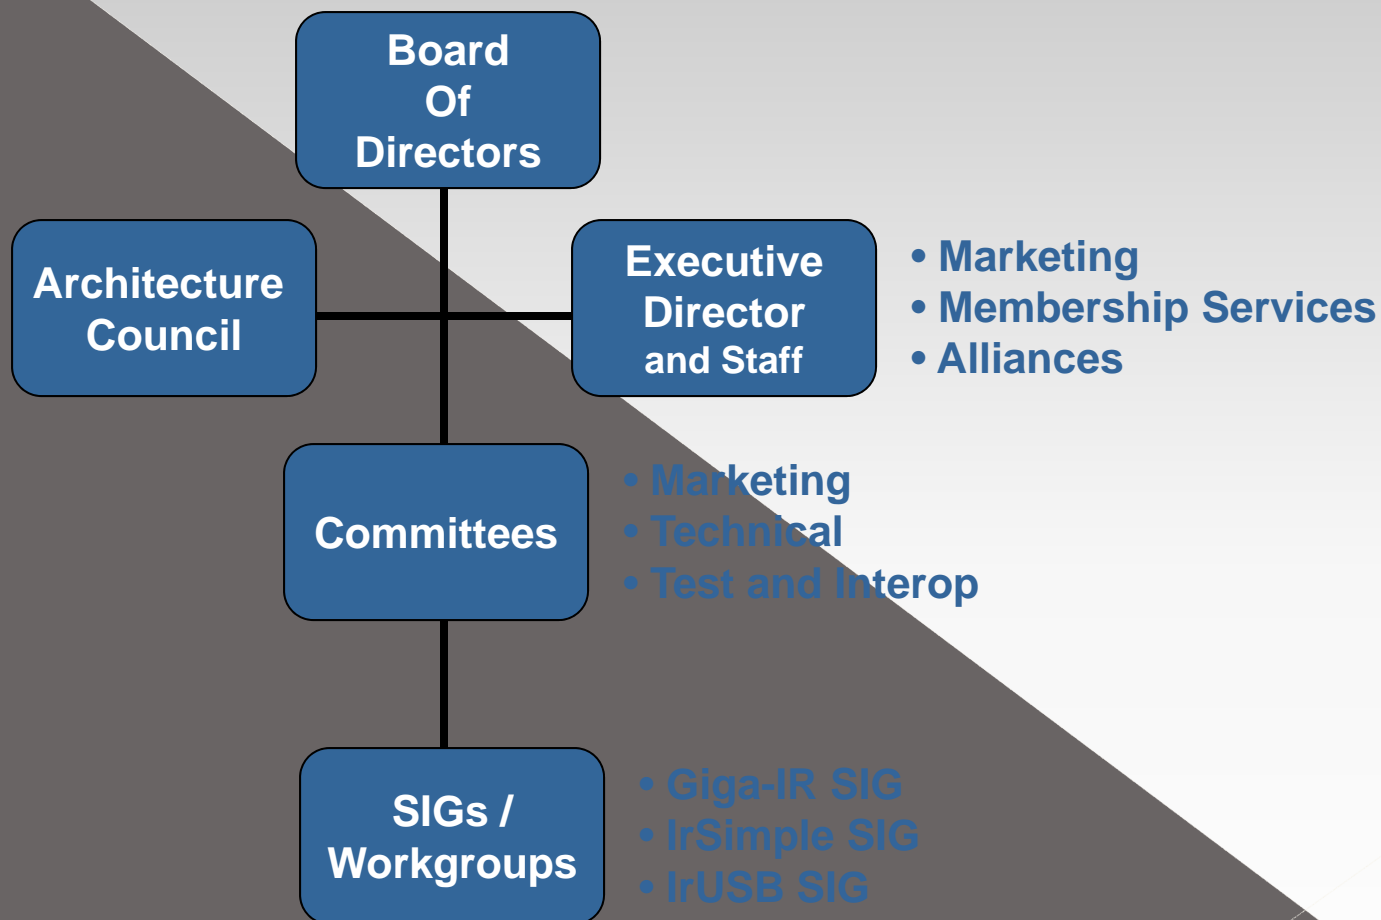 Board
Of
Directors
Architecture
Council
Executive
Director
and Staff
• Marketing
• Membership Services
• Alliances
Committees
• Marketing
• Technical
• Test and Interop
SIGs /
Workgroups
• Giga-IR SIG
• IrSimple SIG
• IrUSB SIG